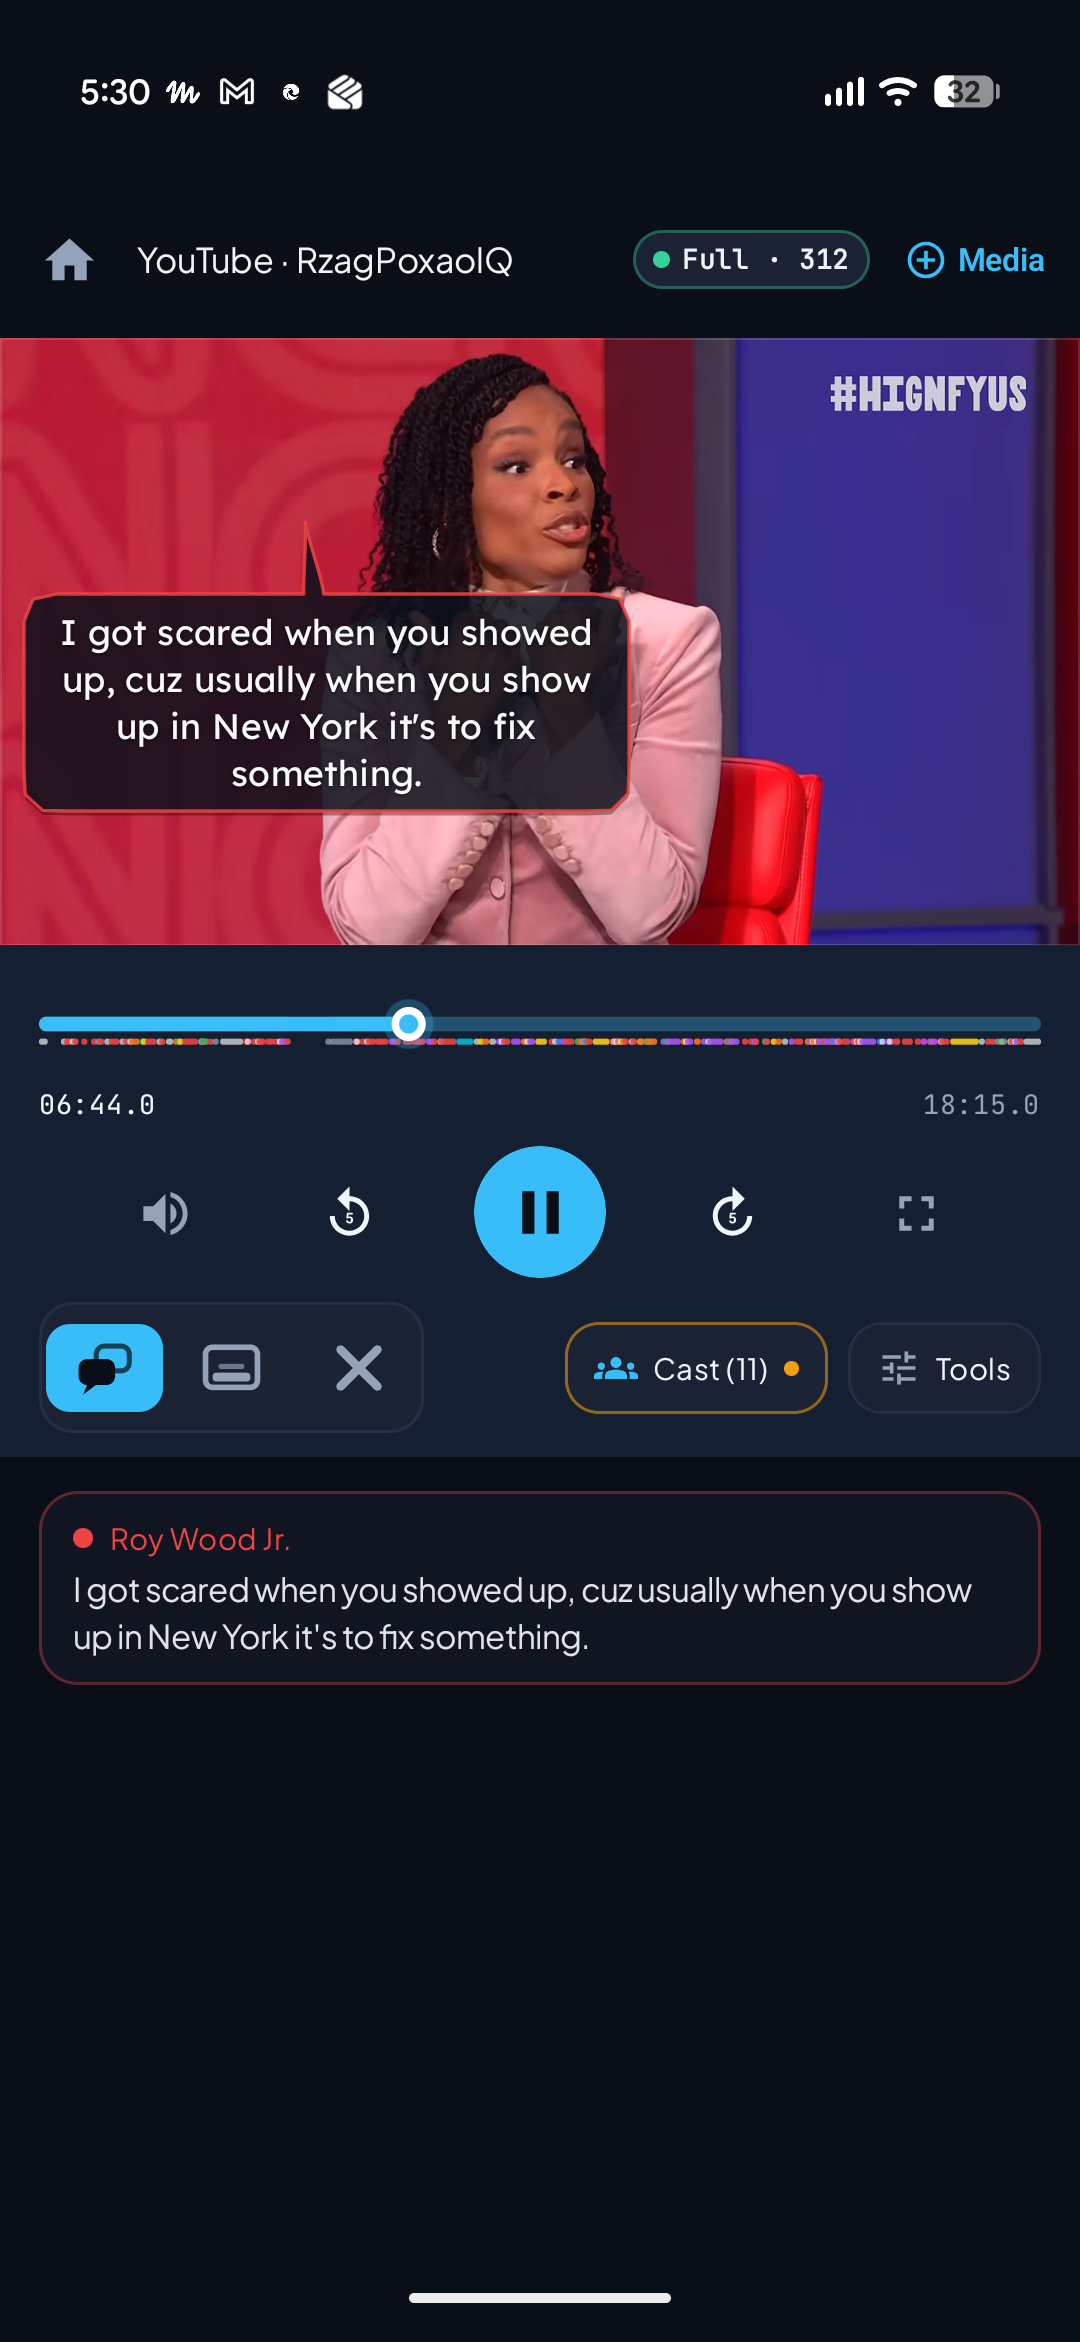 5:30
32
YouTube · RzagPoxaoIQ
Full · 312
Media
#HIGNFYUS
I got scared when you showed
up, cuz usually when you show
up in New York it's to fix
something.
06:44.0
18:15.0
5
5
Cast (11)
Tools
Roy Wood Jr.
I got scared when you showed up, cuz usually when you show
up in New York it's to fix something.